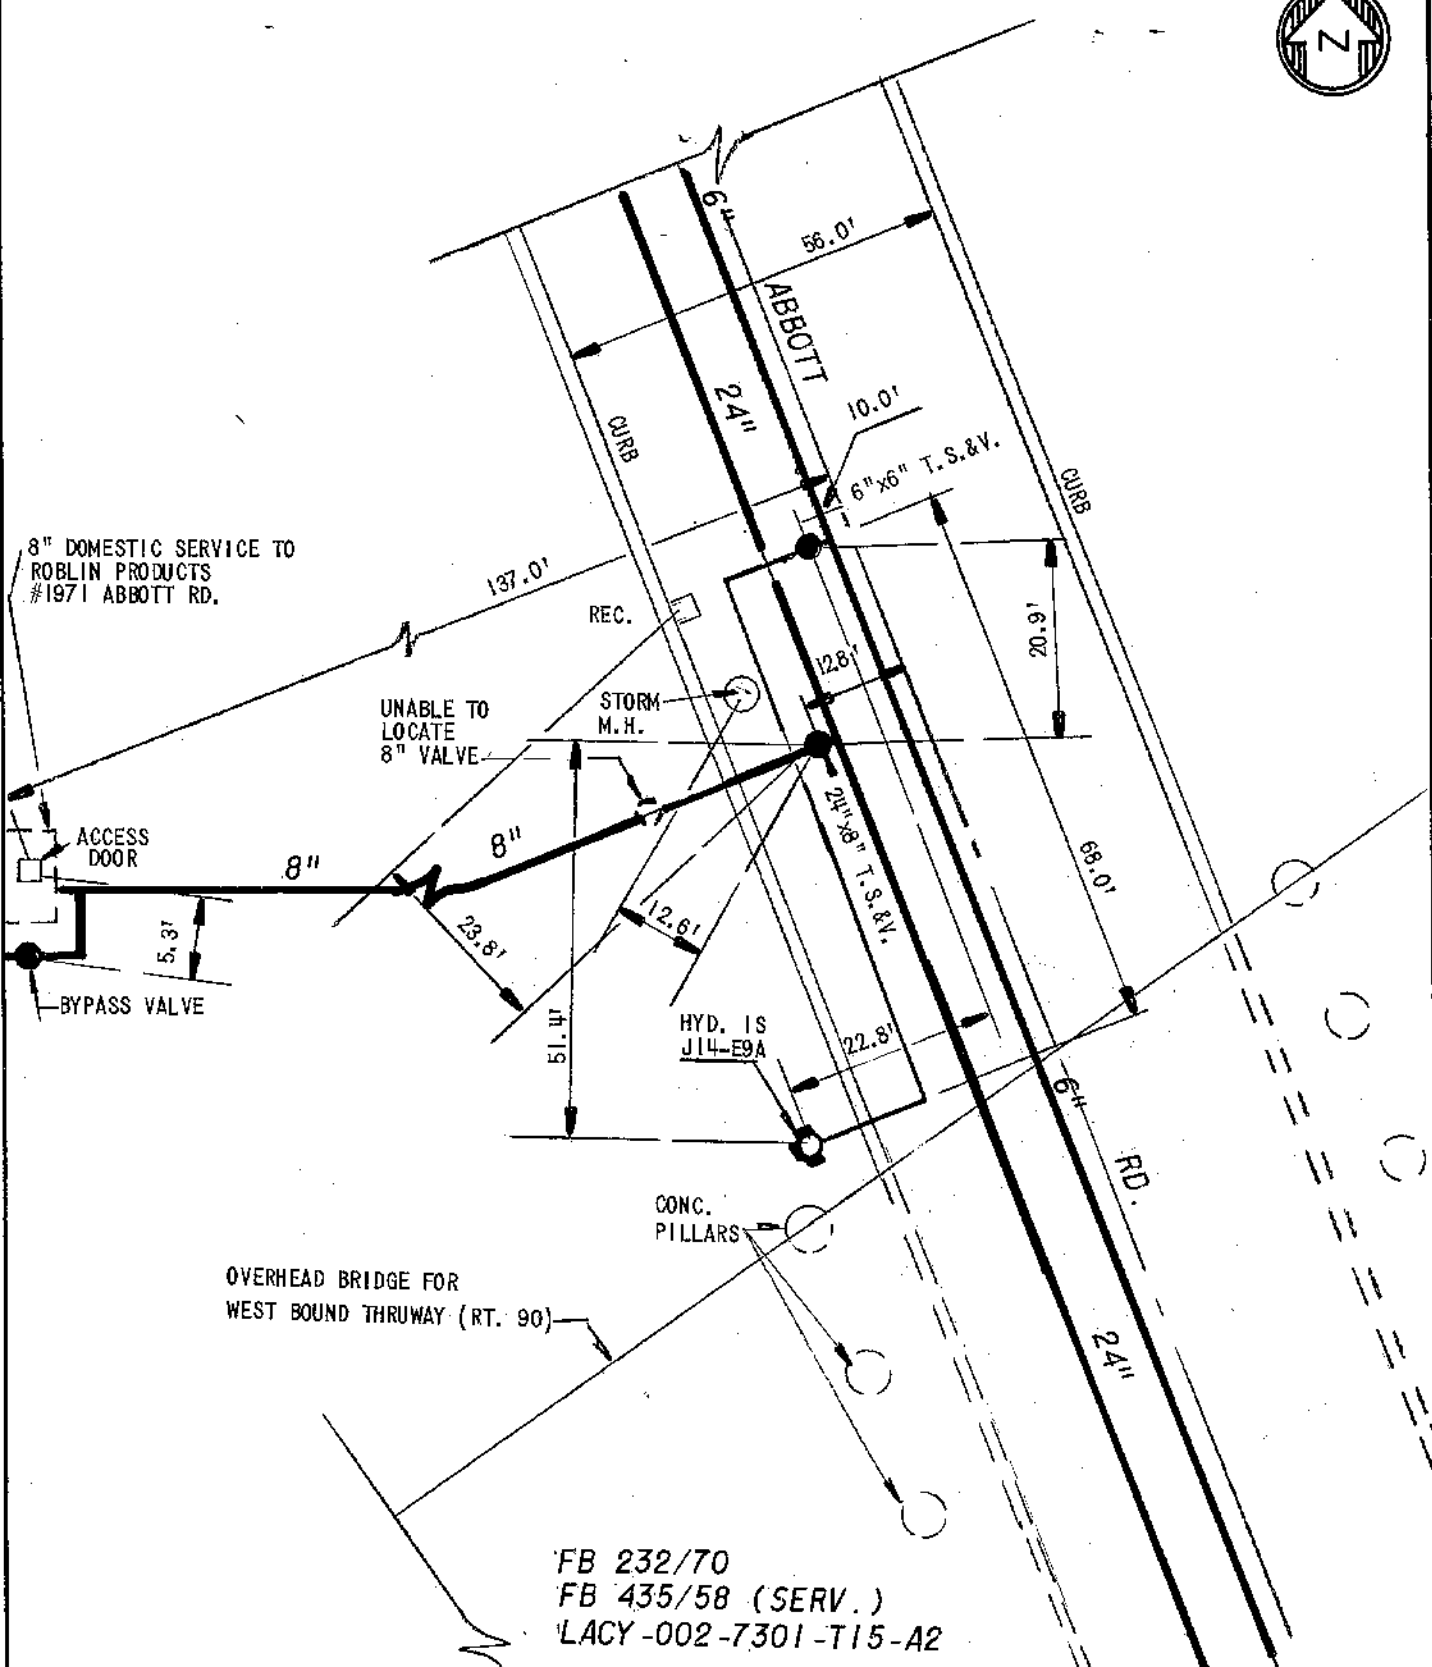 N
6"
56.0'
ABBOTT
24"
10.0'
CURB
6"x6" T.S.&V.
CURB
8" DOMESTIC SERVICE TO
ROBLIN PRODUCTS
#1971 ABBOTT RD.
137.0'
REC.
20.9'
12.8'
UNABLE TO
LOCATE
8" VALVE
STORM
M.H.
24"x8" T.S.&V.
ACCESS
DOOR
8"
8"
68.0'
5.3'
23.8'
12.6'
BYPASS VALVE
51.4'
HYD. IS
J14-E9A
22.8'
6"
RD.
CONC.
PILLARS
OVERHEAD BRIDGE FOR
WEST BOUND THRUWAY (RT. 90)
24"
FB 232/70
FB 435/58 (SERV.)
LACY-002-7301-T15-A2